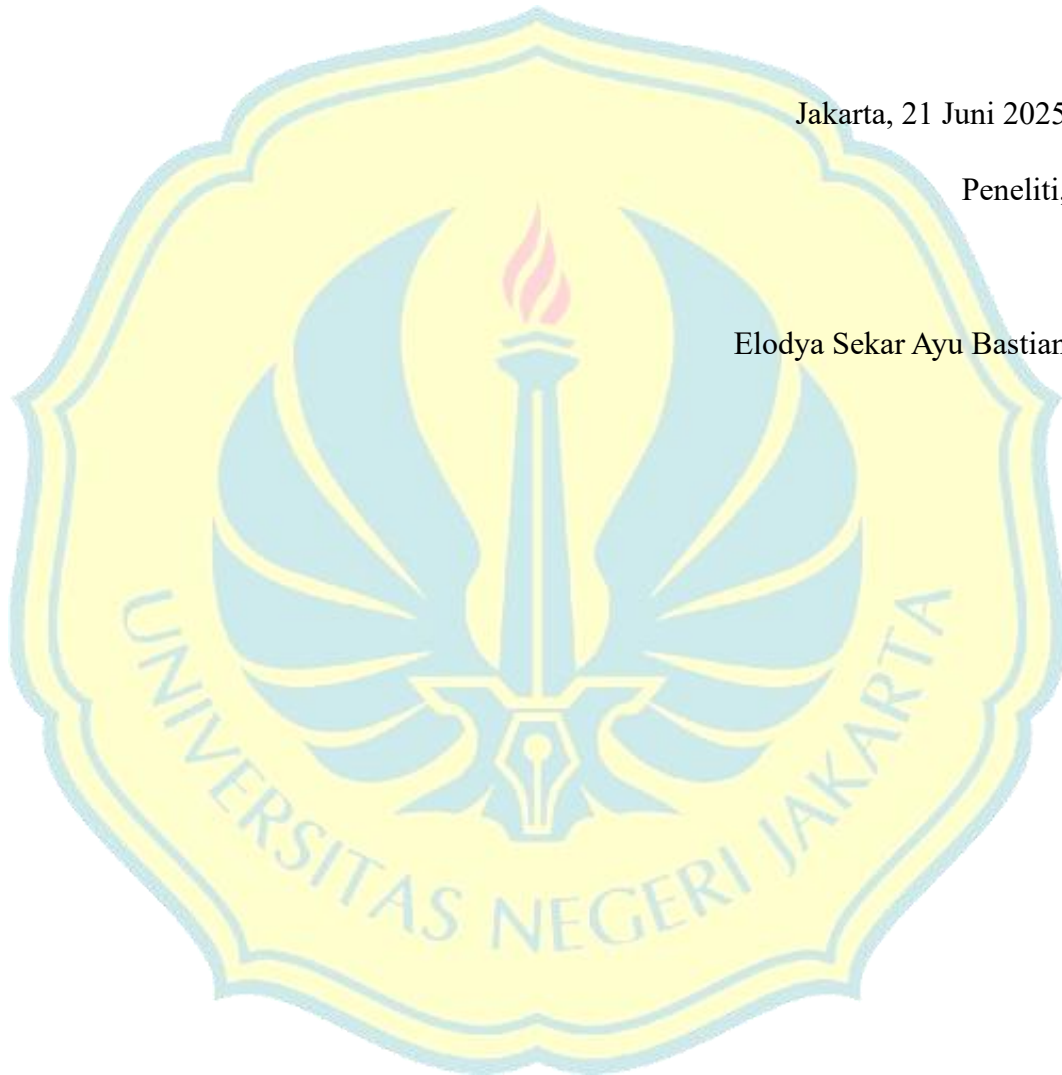 Jakarta, 21 Juni 2025
Peneliti,
Elodya Sekar Ayu Bastian
UNIVERSITAS NEGERI JAKARTA